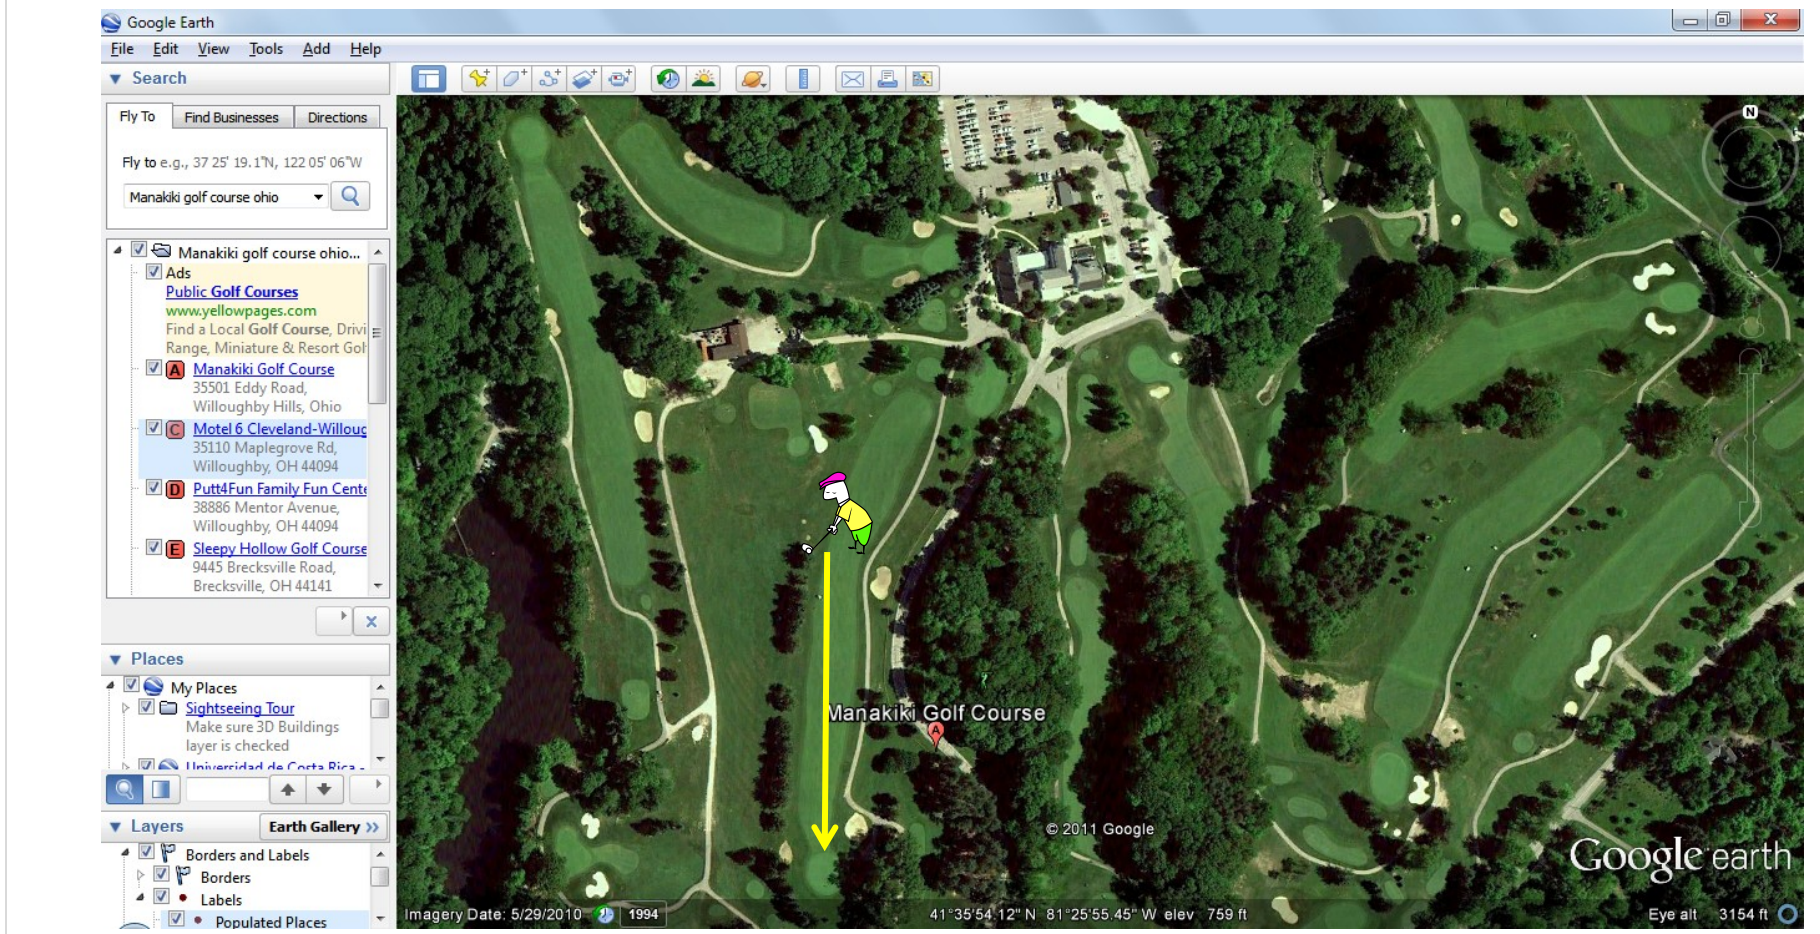 Google Earth
File Edit View Tools Add Help
Search
Fly To Find Businesses Directions
Fly to e.g., 37 25' 19.1"N, 122 05' 06"W
Manakiki golf course ohio
Manakiki golf course ohio...
Ads
Public Golf Courses
www.yellowpages.com
Find a Local Golf Course, Drivi
Range, Miniature & Resort Gol
A Manakiki Golf Course
35501 Eddy Road,
Willoughby Hills, Ohio
C Motel 6 Cleveland-Willoug
35110 Maplegrove Rd,
Willoughby, OH 44094
D Putt4Fun Family Fun Cente
38886 Mentor Avenue,
Willoughby, OH 44094
E Sleepy Hollow Golf Course
9445 Brecksville Road,
Brecksville, OH 44141
Places
My Places
Sightseeing Tour
Make sure 3D Buildings
layer is checked
Universidad de Costa Rica -
Layers Earth Gallery »
Borders and Labels
Borders
Labels
Populated Places
N
Manakiki Golf Course
A
© 2011 Google
Google earth
Imagery Date: 5/29/2010 1994 41°35'54.12" N 81°25'55.45" W elev 759 ft Eye alt 3154 ft